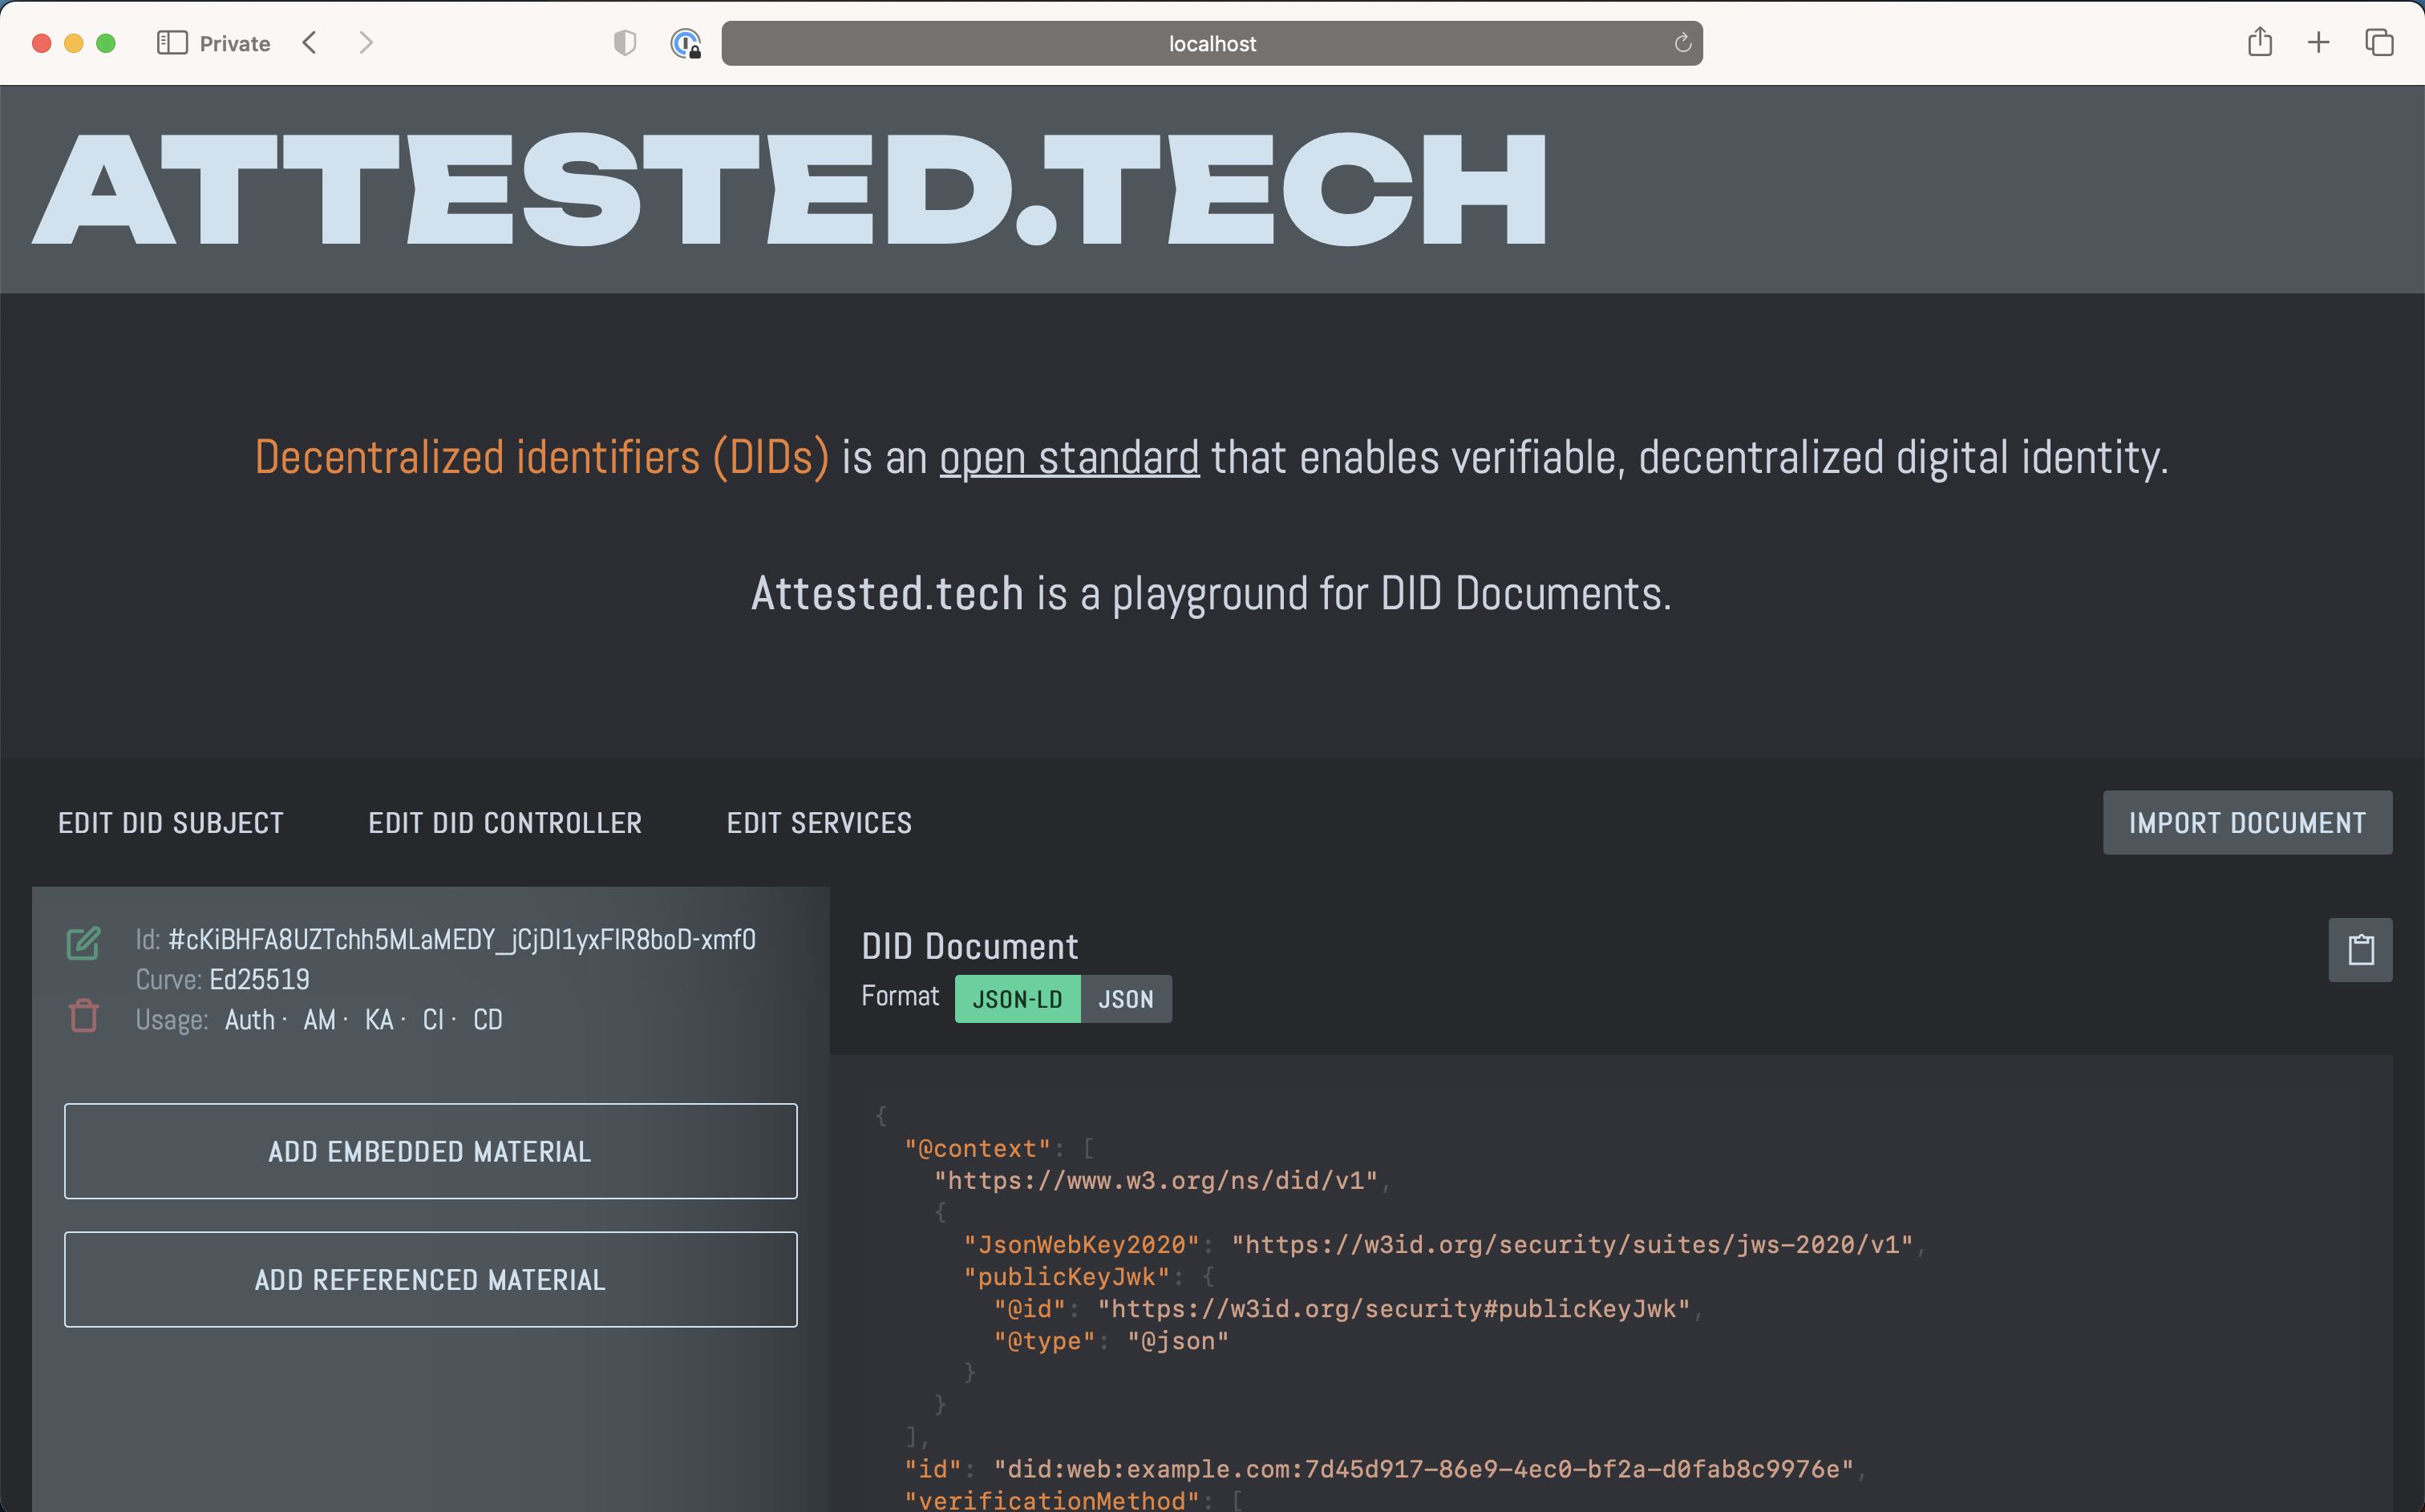 Private
localhost
ATTESTED.TECH
Decentralized identifiers (DIDs) is an open standard that enables verifiable, decentralized digital identity.
Attested.tech is a playground for DID Documents.
EDIT DID SUBJECT EDIT DID CONTROLLER EDIT SERVICES IMPORT DOCUMENT
Id: #cKiBHFA8UZTchh5MLaMEDY_jCjDI1yxFIR8boD-xmf0
Curve: Ed25519
Usage: Auth · AM · KA · CI · CD
ADD EMBEDDED MATERIAL
ADD REFERENCED MATERIAL
DID Document
Format JSON-LD JSON
{
"@context": [
"https://www.w3.org/ns/did/v1",
{
"JsonWebKey2020": "https://w3id.org/security/suites/jws-2020/v1",
"publicKeyJwk": {
"@id": "https://w3id.org/security#publicKeyJwk",
"@type": "@json"
}
}
],
"id": "did:web:example.com:7d45d917-86e9-4ec0-bf2a-d0fab8c9976e",
"verificationMethod": [